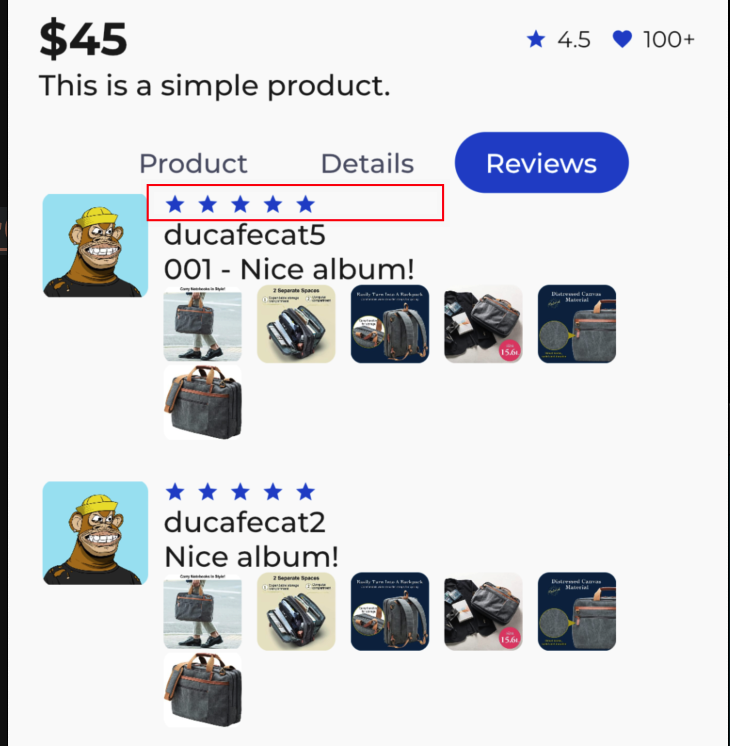 $45
4.5
100+
This is a simple product.
Product
Details
Reviews
ducafecat5
001 - Nice album!
Carry Notebooks In Style!
2 Separate Spaces
Easily Turn Into A Backpack
15.6
Distressed Canvas
Material
ducafecat2
Nice album!
Carry Notebooks In Style!
2 Separate Spaces
Easily Turn Into A Backpack
15.6
Distressed Canvas
Material